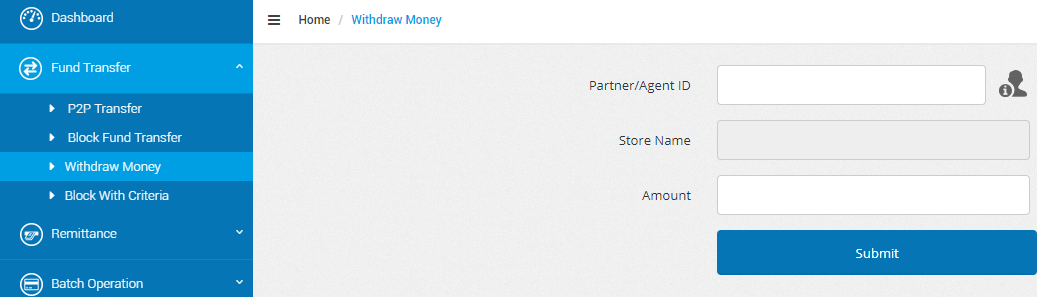 Dashboard
Home / Withdraw Money
Fund Transfer
P2P Transfer
Block Fund Transfer
Withdraw Money
Block With Criteria
Remittance
Batch Operation
Partner/Agent ID
Store Name
Amount
Submit